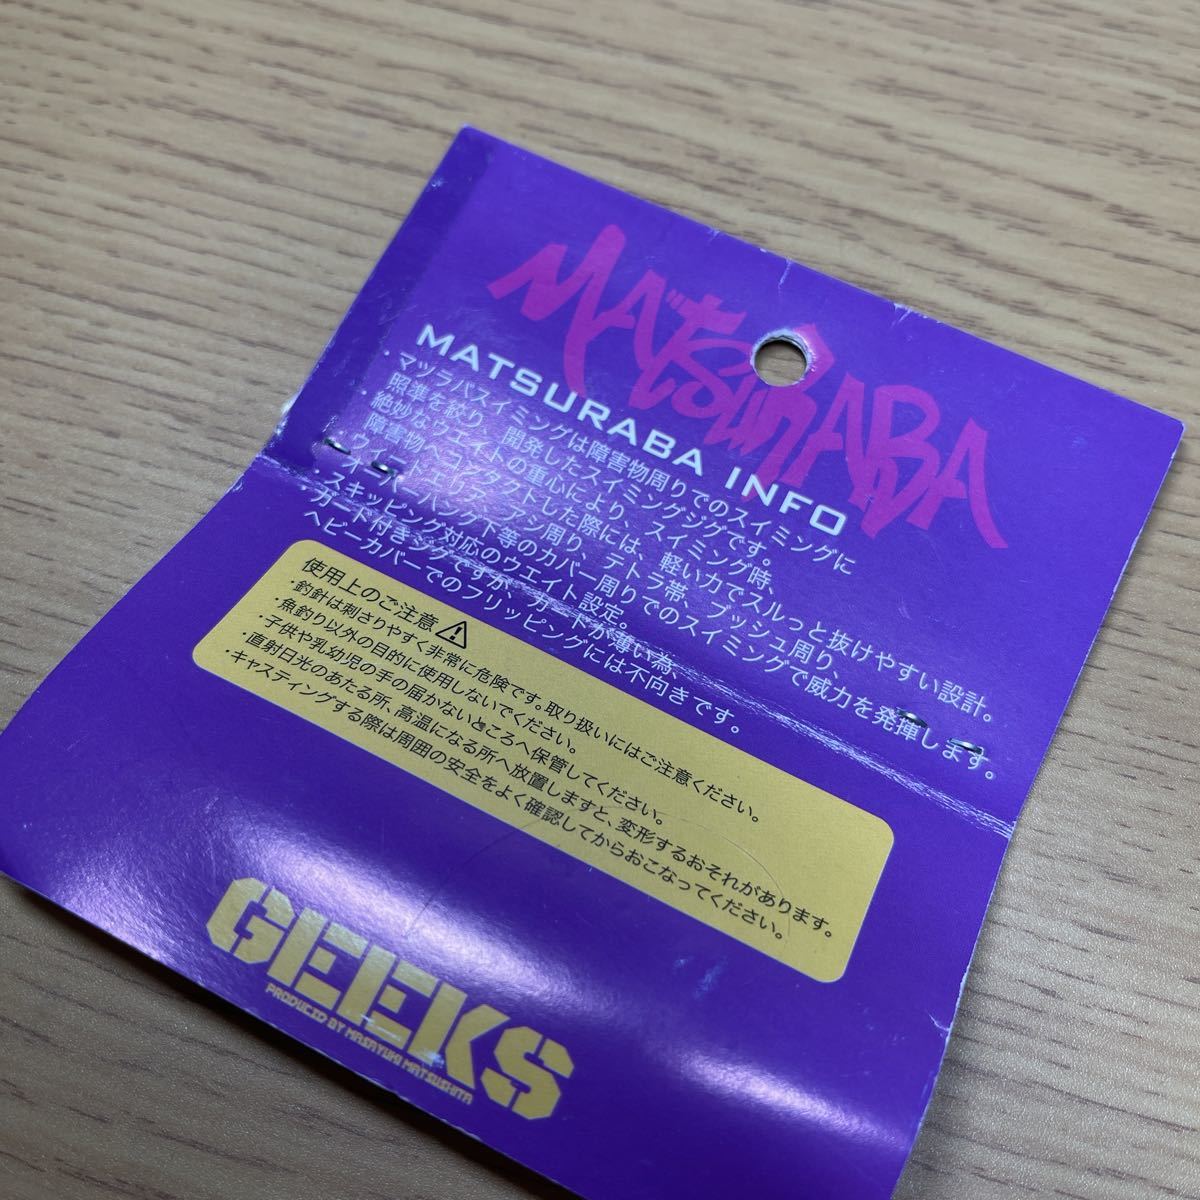 MATSURABA
MATSURABA INFO
・マツラバスイミングは障害物周りでのスイミングに
照準を絞り、開発したスイミングジグです。
・絶妙なウエイトの重心により、スイミング時、
障害物へコンタクトした際には、軽い力でスルっと抜けやすい設計。
・ウィードエリア、アシ周り、テトラ帯、ブッシュ周り、
オーバーハング下等のカバー周りでのスイミングで威力を発揮します。
・スキッピング対応のウエイト設定。
ガード付きジグですが、ガードが薄い為、
ヘビーカバーでのフリッピングには不向きです。
使用上のご注意
・釣針は刺さりやすく非常に危険です。取り扱いにはご注意ください。
・魚釣り以外の目的に使用しないでください。
・子供や乳幼児の手の届かないところへ保管してください。
・直射日光のあたる所、高温になる所へ放置しますと、変形するおそれがあります。
・キャスティングする際は周囲の安全をよく確認してからおこなってください。
GEEKS
PRODUCED BY MASAYUKI MATSUSHITA